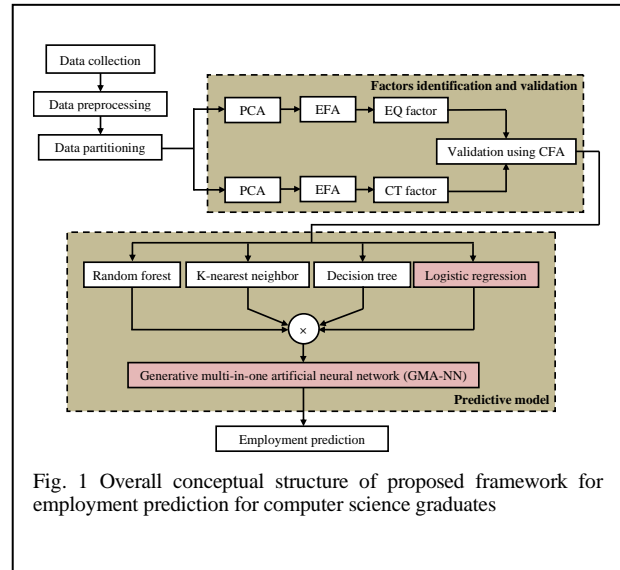 Data collection
Data preprocessing
Data partitioning
Factors identification and validation
PCA
EFA
EQ factor
Validation using CFA
PCA
EFA
CT factor
Random forest
K-nearest neighbor
Decision tree
Logistic regression
×
Generative multi-in-one artificial neural network (GMA-NN)
Predictive model
Employment prediction
Fig. 1 Overall conceptual structure of proposed framework for
employment prediction for computer science graduates